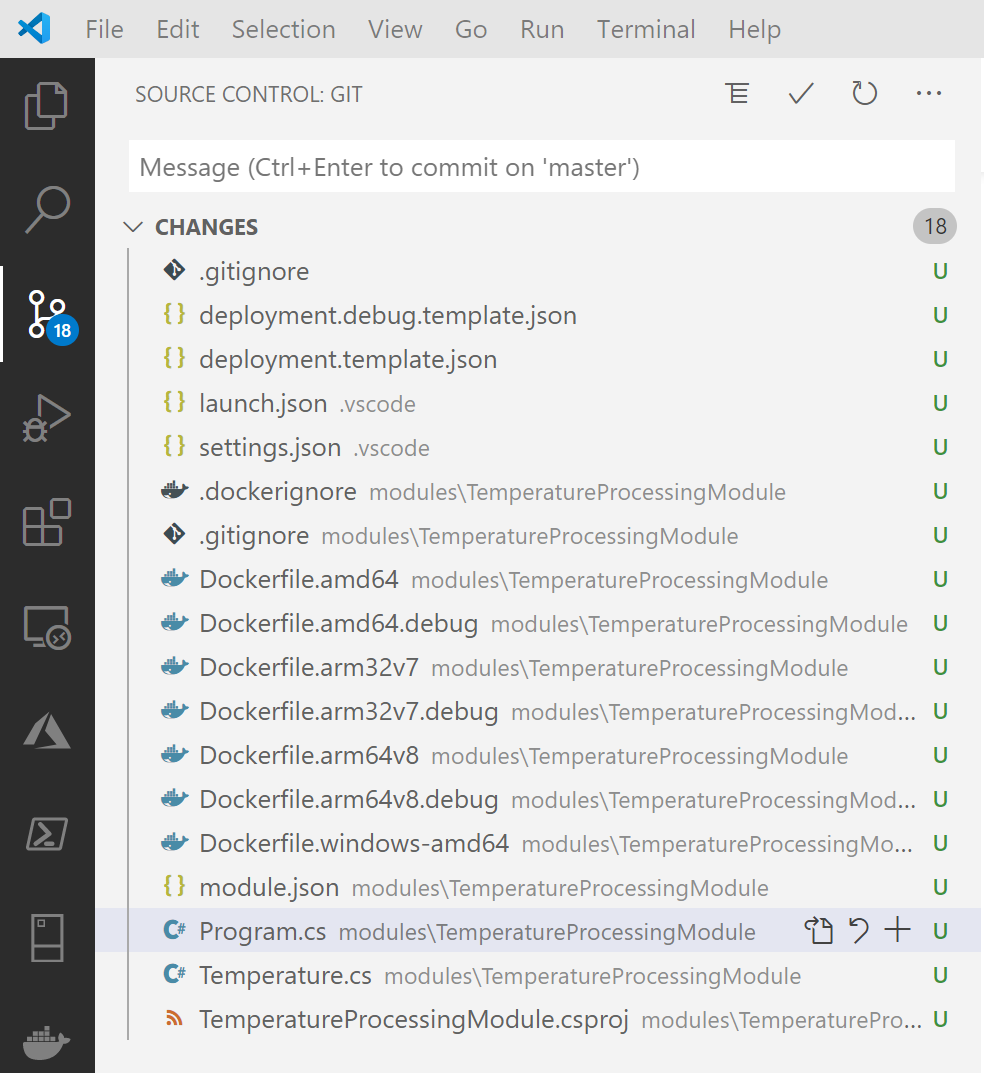 File Edit Selection View Go Run Terminal Help
SOURCE CONTROL: GIT
Message (Ctrl+Enter to commit on 'master')
CHANGES 18
.gitignore U
deployment.debug.template.json U
deployment.template.json U
launch.json .vscode U
settings.json .vscode U
.dockerignore modules\TemperatureProcessingModule U
.gitignore modules\TemperatureProcessingModule U
Dockerfile.amd64 modules\TemperatureProcessingModule U
Dockerfile.amd64.debug modules\TemperatureProcessingModule U
Dockerfile.arm32v7 modules\TemperatureProcessingModule U
Dockerfile.arm32v7.debug modules\TemperatureProcessingMod... U
Dockerfile.arm64v8 modules\TemperatureProcessingModule U
Dockerfile.arm64v8.debug modules\TemperatureProcessingMod... U
Dockerfile.windows-amd64 modules\TemperatureProcessingMo... U
module.json modules\TemperatureProcessingModule U
C# Program.cs modules\TemperatureProcessingModule U
C# Temperature.cs modules\TemperatureProcessingModule U
TemperatureProcessingModule.csproj modules\TemperaturePro... U
18